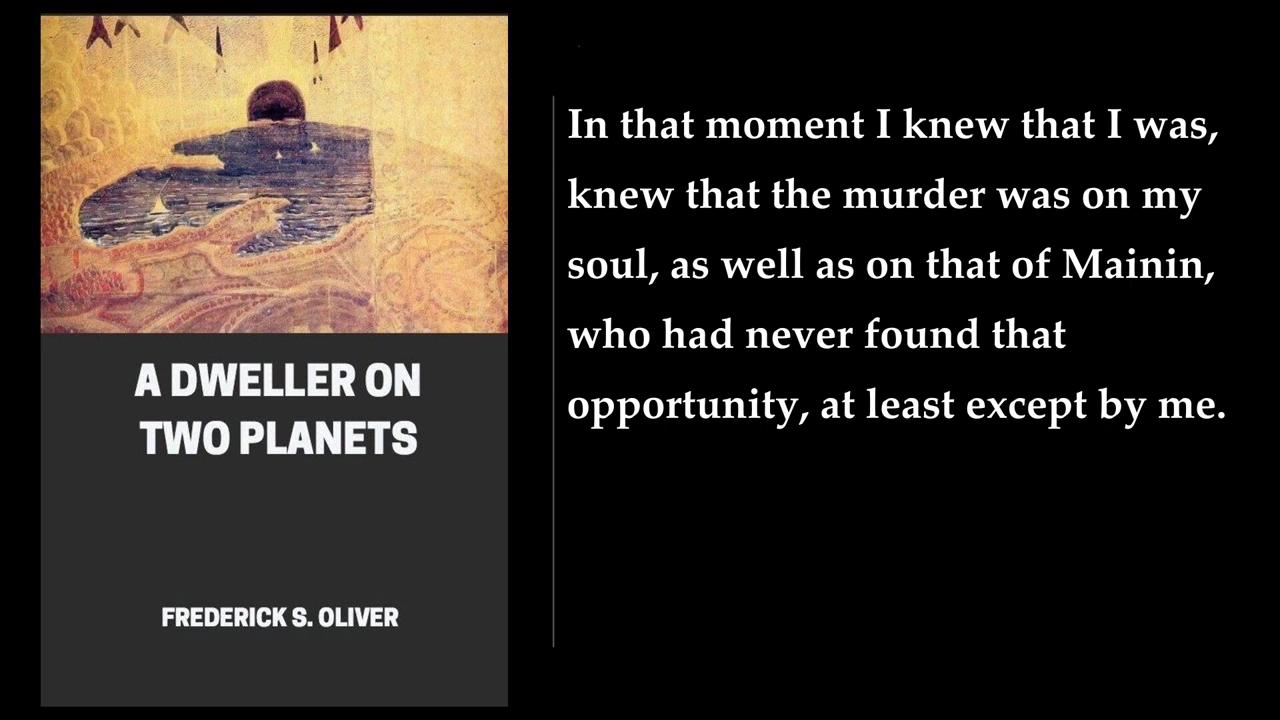 A DWELLER ON
TWO PLANETS
FREDERICK S. OLIVER
In that moment I knew that I was,
knew that the murder was on my
soul, as well as on that of Mainin,
who had never found that
opportunity, at least except by me.